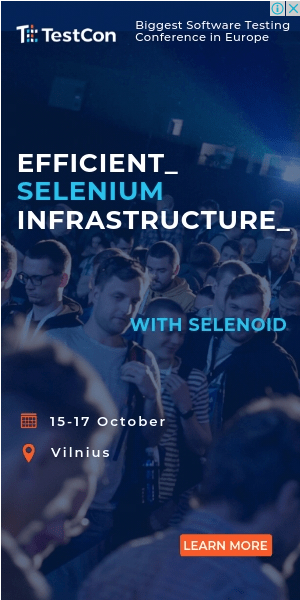 TestCon
Biggest Software Testing
Conference in Europe
EFFICIENT_
SELENIUM
INFRASTRUCTURE_
WITH SELENOID
15-17 October
Vilnius
LEARN MORE